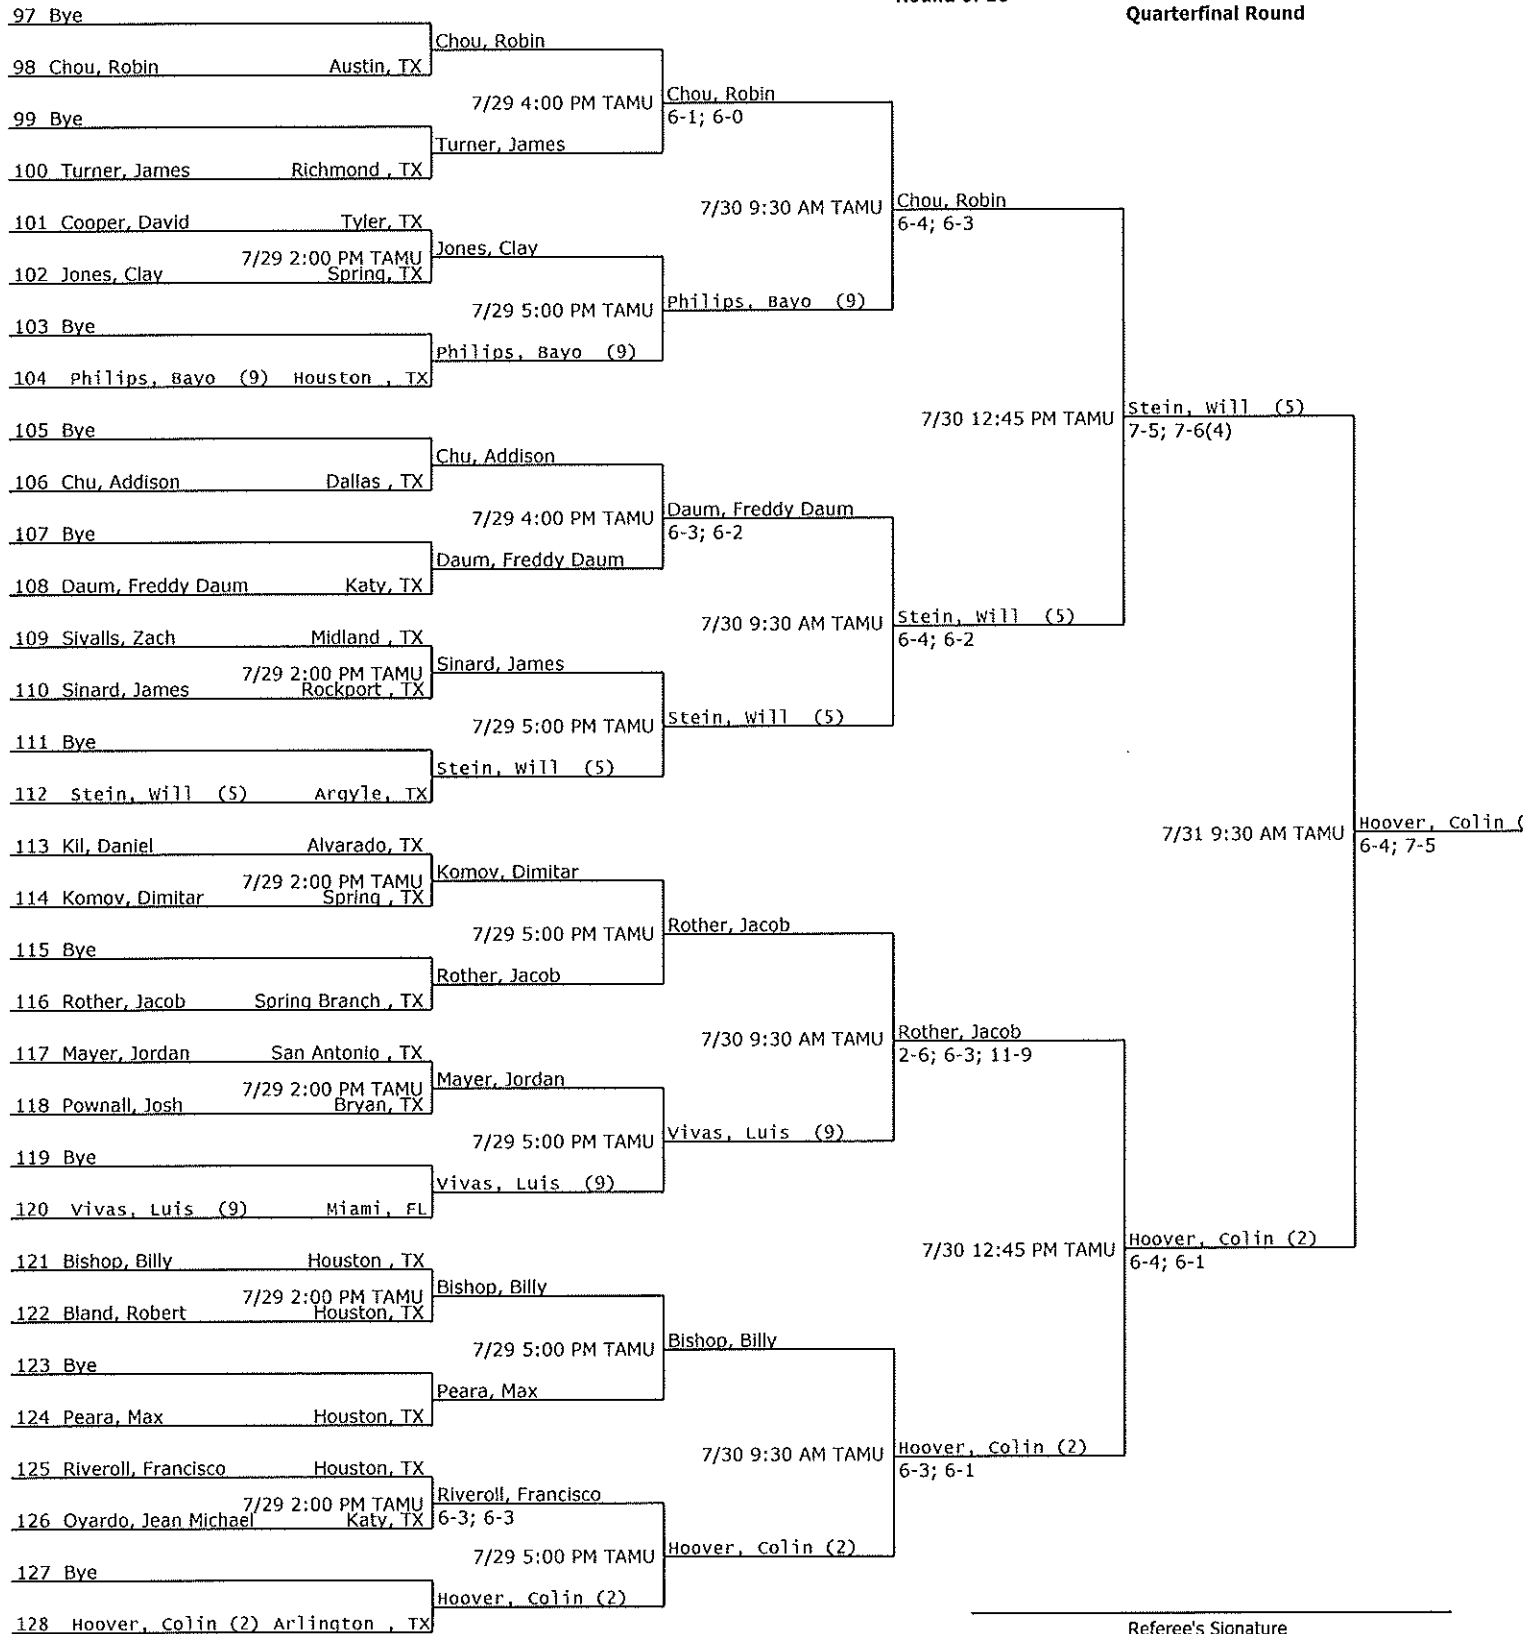 Quarterfinal Round
97 Bye
Chou, Robin
98 Chou, Robin Austin, TX
7/29 4:00 PM TAMU
Chou, Robin
6-1; 6-0
99 Bye
Turner, James
100 Turner, James Richmond , TX
7/30 9:30 AM TAMU
Chou, Robin
6-4; 6-3
101 Cooper, David Tyler, TX
7/29 2:00 PM TAMU
Jones, Clay
102 Jones, Clay Spring, TX
7/29 5:00 PM TAMU
Philips, Bayo (9)
103 Bye
Philips, Bayo (9)
104 Philips, Bayo (9) Houston , TX
7/30 12:45 PM TAMU
Stein, Will (5)
7-5; 7-6(4)
105 Bye
Chu, Addison
106 Chu, Addison Dallas , TX
7/29 4:00 PM TAMU
Daum, Freddy Daum
6-3; 6-2
107 Bye
Daum, Freddy Daum
108 Daum, Freddy Daum Katy, TX
7/30 9:30 AM TAMU
Stein, Will (5)
6-4; 6-2
109 Sivalls, Zach Midland , TX
7/29 2:00 PM TAMU
Sinard, James
110 Sinard, James Rockport , TX
7/29 5:00 PM TAMU
Stein, Will (5)
111 Bye
Stein, Will (5)
112 Stein, Will (5) Argyle, TX
7/31 9:30 AM TAMU
Hoover, Colin (
6-4; 7-5
113 Kil, Daniel Alvarado, TX
7/29 2:00 PM TAMU
Komov, Dimitar
114 Komov, Dimitar Spring , TX
7/29 5:00 PM TAMU
Rother, Jacob
115 Bye
Rother, Jacob
116 Rother, Jacob Spring Branch , TX
7/30 9:30 AM TAMU
Rother, Jacob
2-6; 6-3; 11-9
117 Mayer, Jordan San Antonio , TX
7/29 2:00 PM TAMU
Mayer, Jordan
118 Pownall, Josh Bryan, TX
7/29 5:00 PM TAMU
Vivas, Luis (9)
119 Bye
Vivas, Luis (9)
120 Vivas, Luis (9) Miami, FL
7/30 12:45 PM TAMU
Hoover, Colin (2)
6-4; 6-1
121 Bishop, Billy Houston , TX
7/29 2:00 PM TAMU
Bishop, Billy
122 Bland, Robert Houston, TX
7/29 5:00 PM TAMU
Bishop, Billy
123 Bye
Peara, Max
124 Peara, Max Houston, TX
7/30 9:30 AM TAMU
Hoover, Colin (2)
6-3; 6-1
125 Riveroll, Francisco Houston, TX
7/29 2:00 PM TAMU
Riveroll, Francisco
6-3; 6-3
126 Oyardo, Jean Michael Katy, TX
7/29 5:00 PM TAMU
Hoover, Colin (2)
127 Bye
Hoover, Colin (2)
128 Hoover, Colin (2) Arlington , TX
Referee's Signature